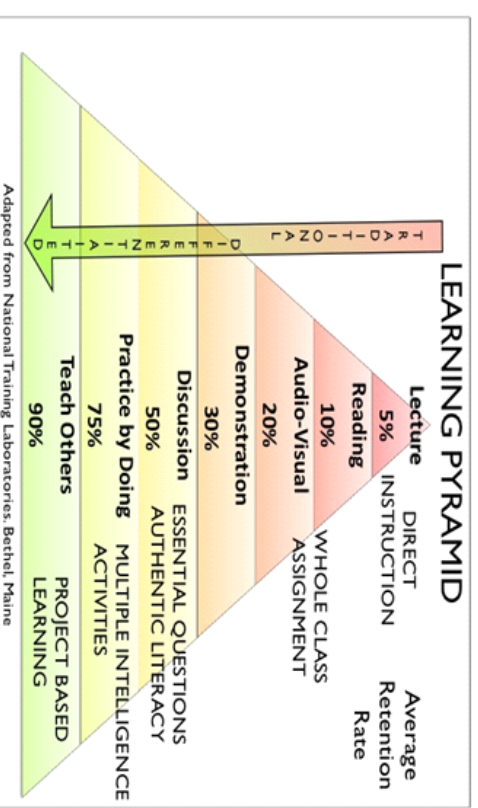 LEARNING PYRAMID
Average
Retention
Rate
Lecture
5%
DIRECT
INSTRUCTION
Reading
10%
Audio-Visual
20%
WHOLE CLASS
ASSIGNMENT
Demonstration
30%
Discussion
50%
ESSENTIAL QUESTIONS
AUTHENTIC LITERACY
Practice by Doing
75%
MULTIPLE INTELLIGENCE
ACTIVITIES
Teach Others
90%
PROJECT BASED
LEARNING
TRADITIONAL
DIFFERENTIATED
Adapted from National Training Laboratories. Bethel, Maine